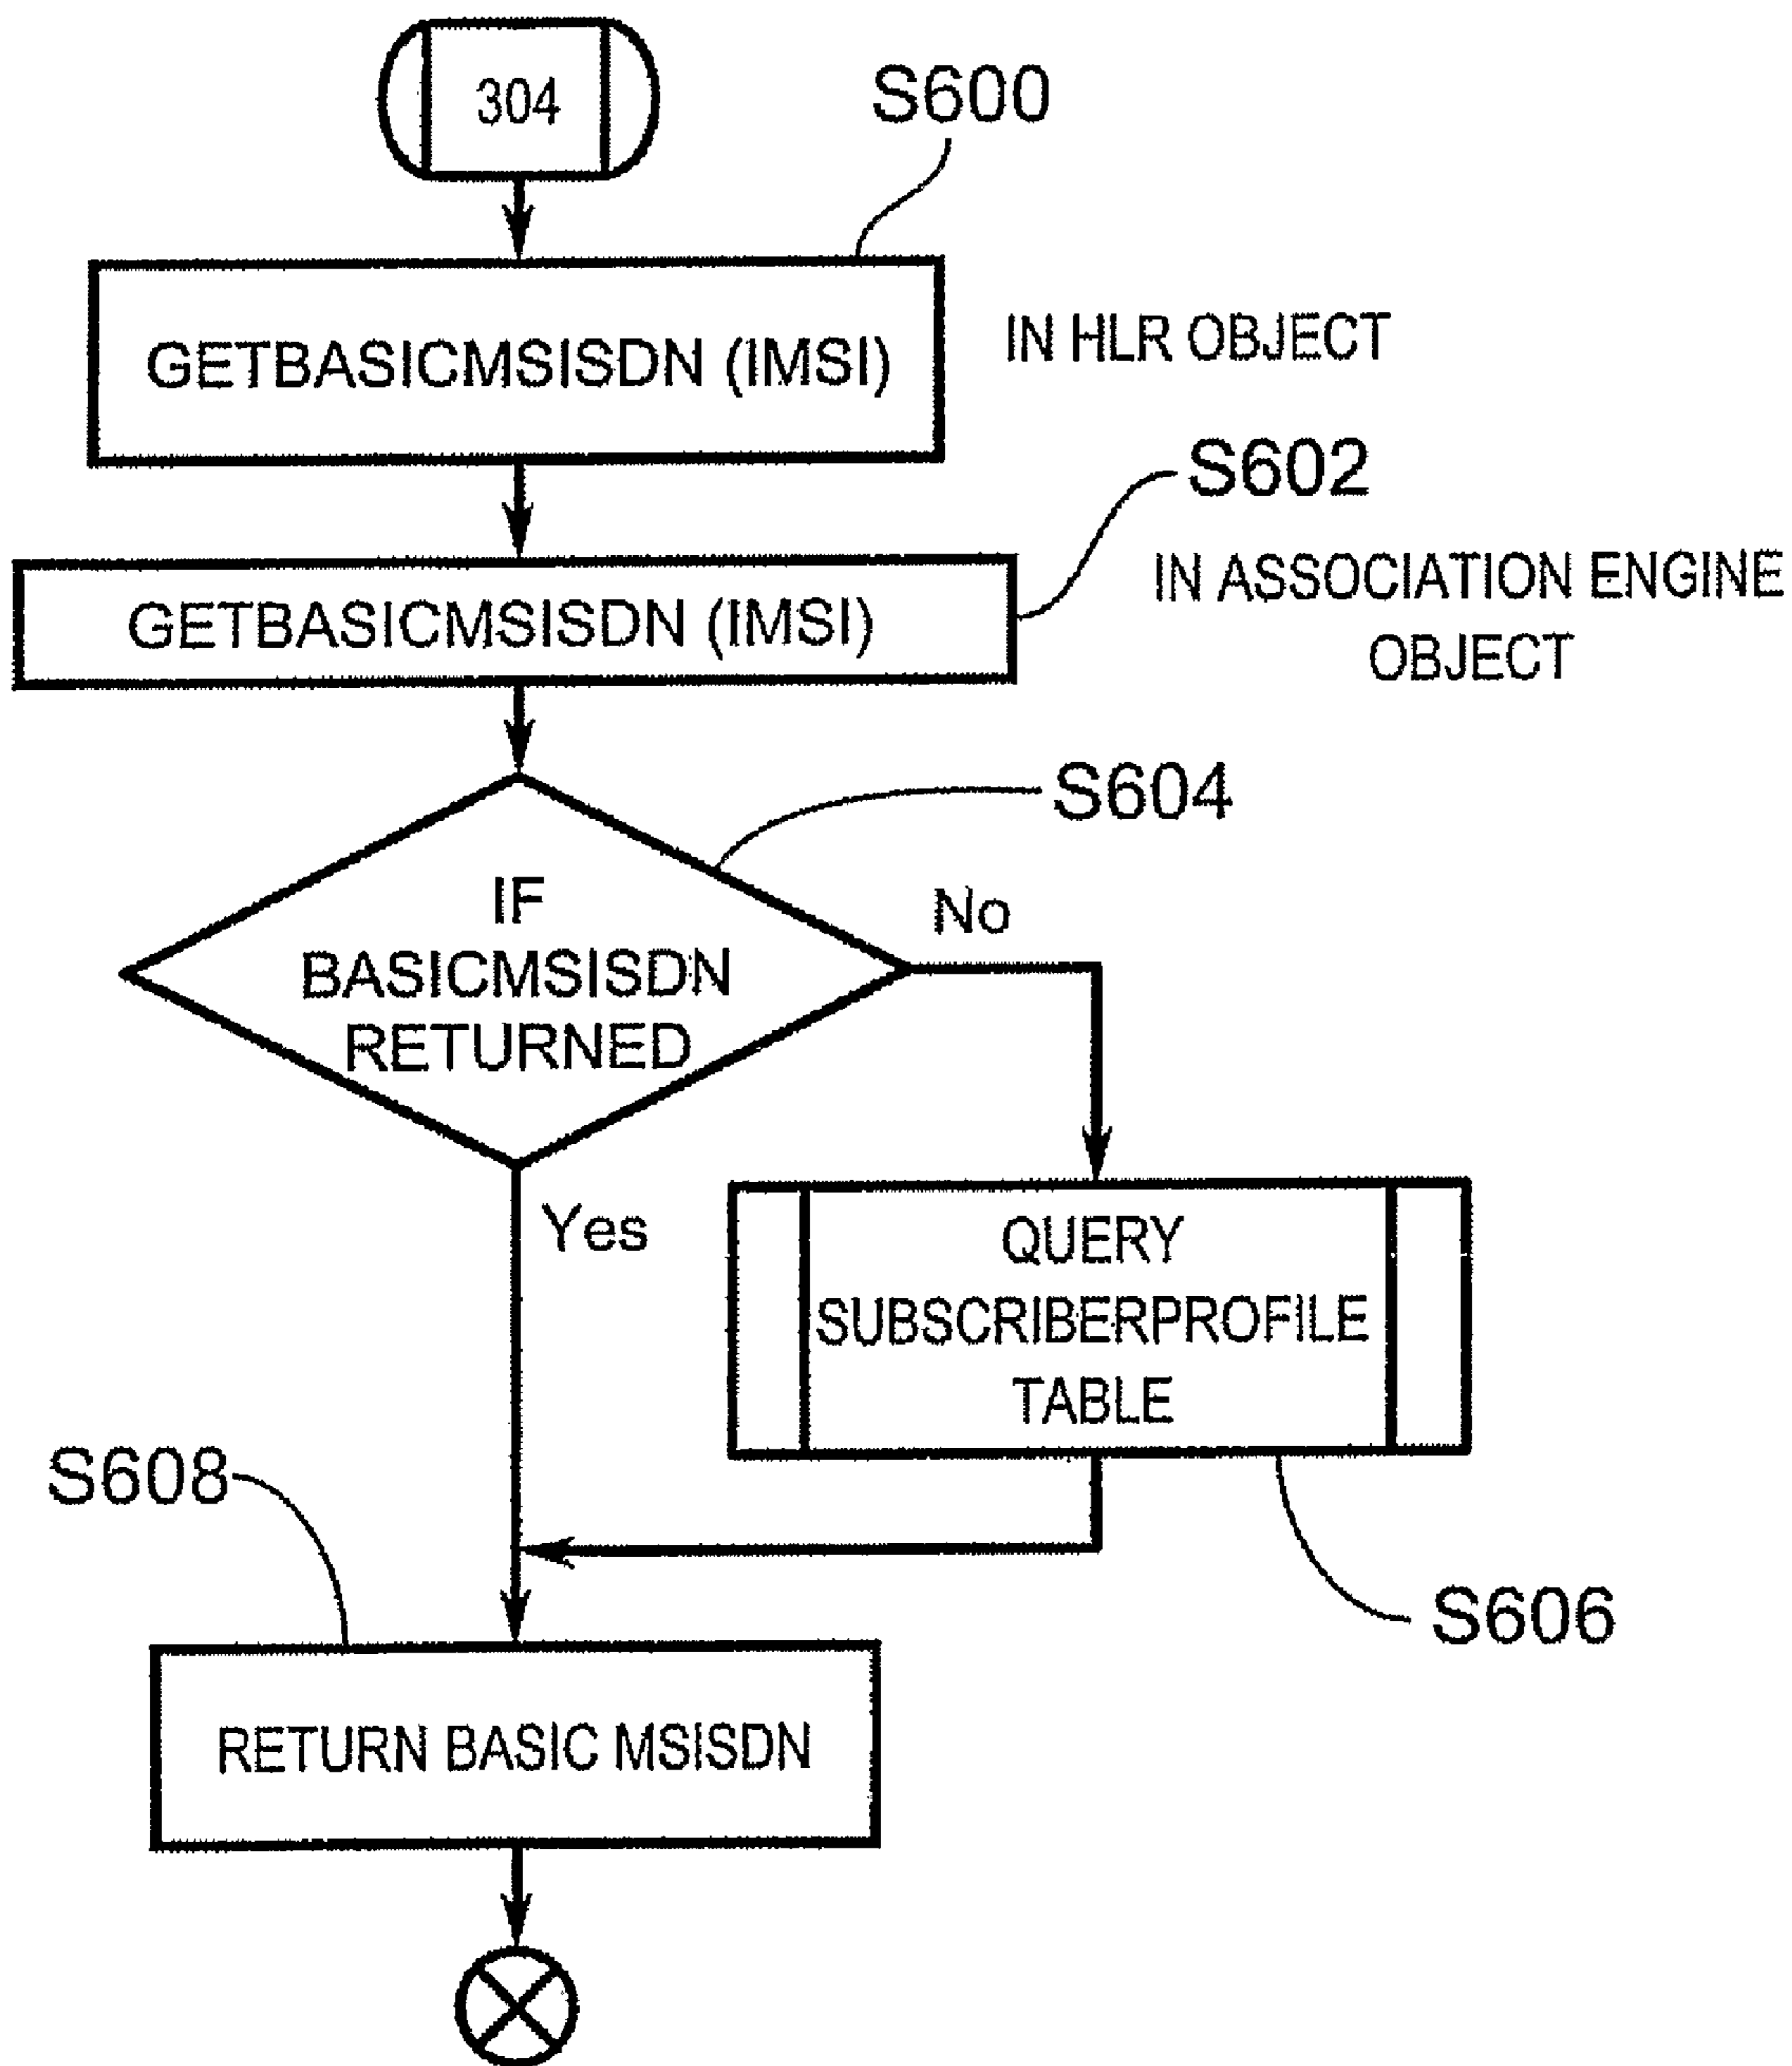 304
S600
GETBASICMSISDN (IMSI)
IN HLR OBJECT
S602
GETBASICMSISDN (IMSI)
IN ASSOCIATION ENGINE
OBJECT
S604
IF
BASICMSISDN
RETURNED
No
Yes
QUERY
SUBSCRIBERPROFILE
TABLE
S608
S606
RETURN BASIC MSISDN